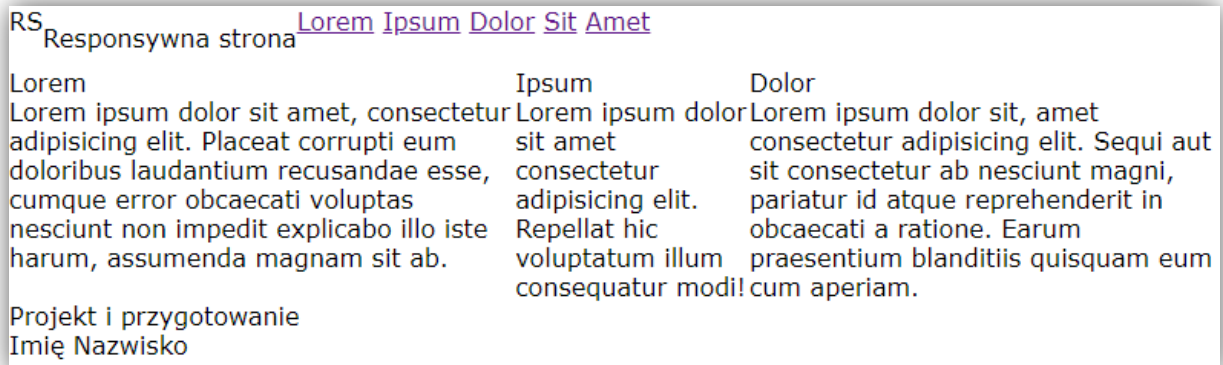 RS
Responsywna strona
Lorem Ipsum Dolor Sit Amet
Lorem
Lorem ipsum dolor sit amet, consectetur
adipisicing elit. Placeat corrupti eum
doloribus laudantium recusandae esse,
cumque error obcaecati voluptas
nesciunt non impedit explicabo illo iste
harum, assumenda magnam sit ab.
Ipsum
Lorem ipsum dolor
sit amet
consectetur
adipisicing elit.
Repellat hic
voluptatum illum
consequatur modi!
Dolor
Lorem ipsum dolor sit, amet
consectetur adipisicing elit. Sequi aut
sit consectetur ab nesciunt magni,
pariatur id atque reprehenderit in
obcaecati a ratione. Earum
praesentium blanditiis quisquam eum
cum aperiam.
Projekt i przygotowanie
Imię Nazwisko